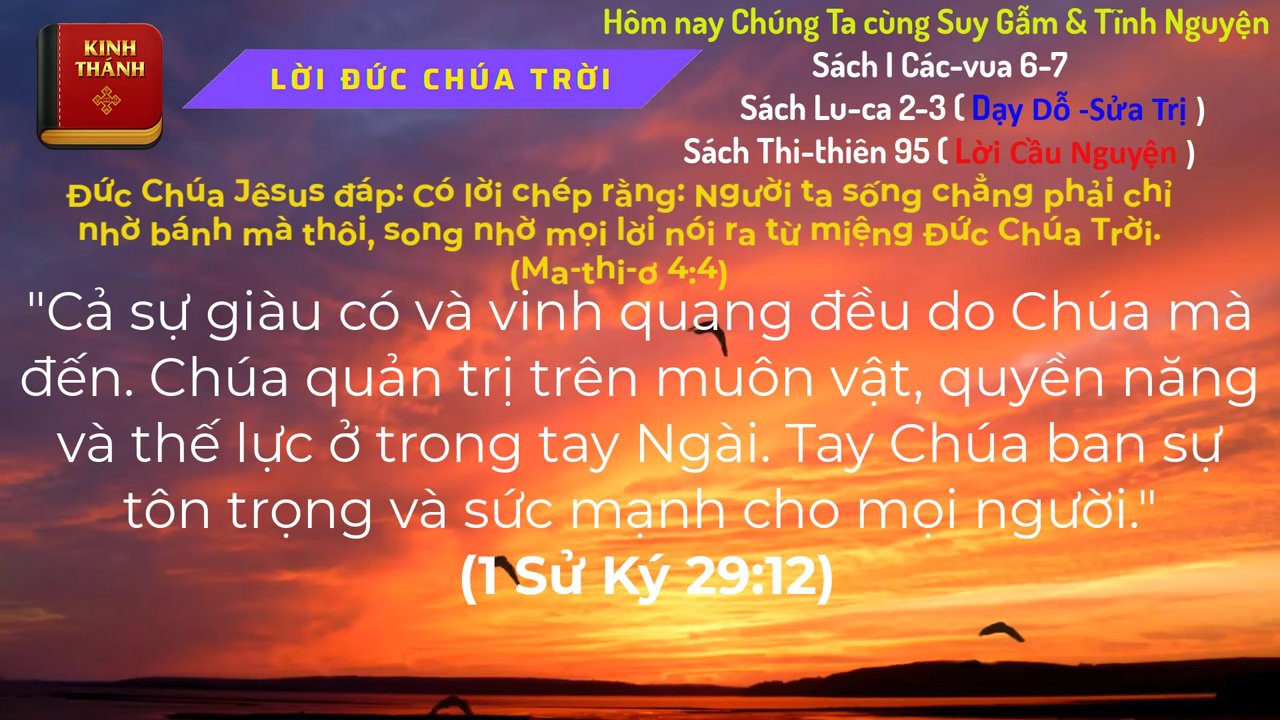 KINH
THÁNH
LỜI ĐỨC CHÚA TRỜI
Hôm nay Chúng Ta cùng Suy Gẫm & Tĩnh Nguyện
Sách I Các-vua 6-7
Sách Lu-ca 2-3 ( Dạy Dỗ -Sửa Trị )
Sách Thi-thiên 95 ( Lời Cầu Nguyện )
Đức Chúa Jêsus đáp: Có lời chép rằng: Người ta sống chẳng phải chỉ
nhờ bánh mà thôi, song nhờ mọi lời nói ra từ miệng Đức Chúa Trời.
(Ma-thi-ơ 4:4)
"Cả sự giàu có và vinh quang đều do Chúa mà
đến. Chúa quản trị trên muôn vật, quyền năng
và thế lực ở trong tay Ngài. Tay Chúa ban sự
tôn trọng và sức mạnh cho mọi người."
(1 Sử Ký 29:12)